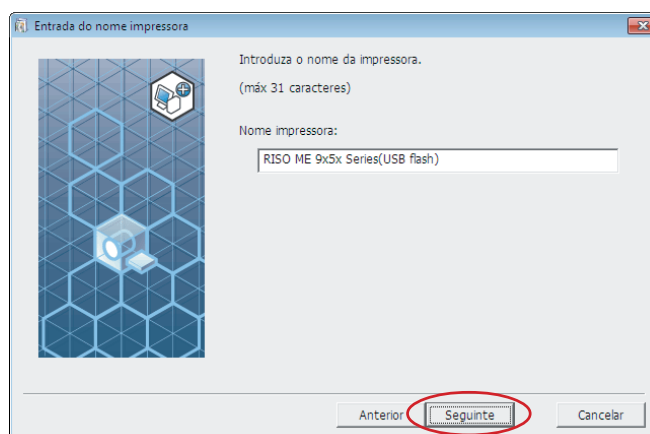 Entrada do nome impressora
Introduza o nome da impressora.
(máx 31 caracteres)
Nome impressora:
RISO ME 9x5x Series(USB flash)
Anterior Seguinte Cancelar